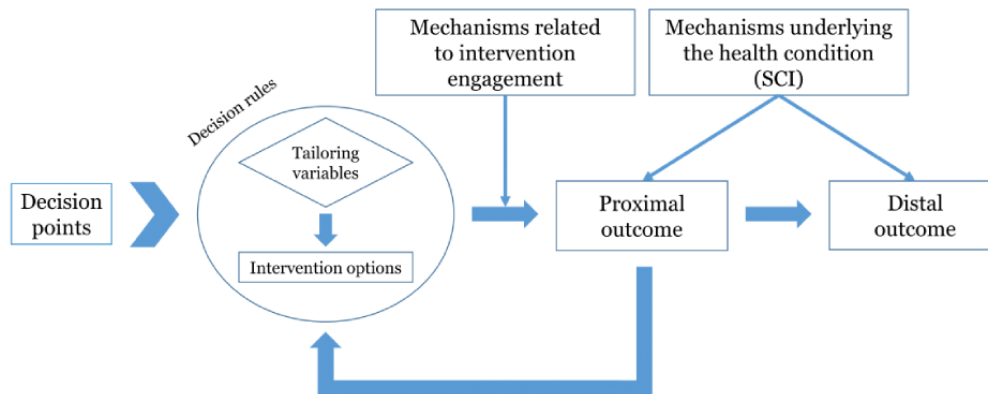 Mechanisms related
to intervention
engagement
Mechanisms underlying
the health condition
(SCI)
Decision rules
Tailoring
variables
Decision
points
Intervention options
Proximal
outcome
Distal
outcome